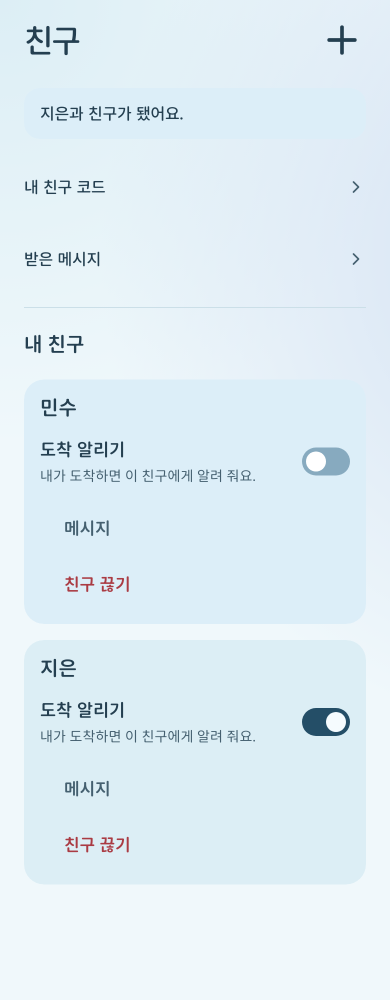 친구
지은과 친구가 됐어요.
내 친구 코드
받은 메시지
내 친구
민수
도착 알리기
내가 도착하면 이 친구에게 알려 줘요.
메시지
친구 끊기
지은
도착 알리기
내가 도착하면 이 친구에게 알려 줘요.
메시지
친구 끊기